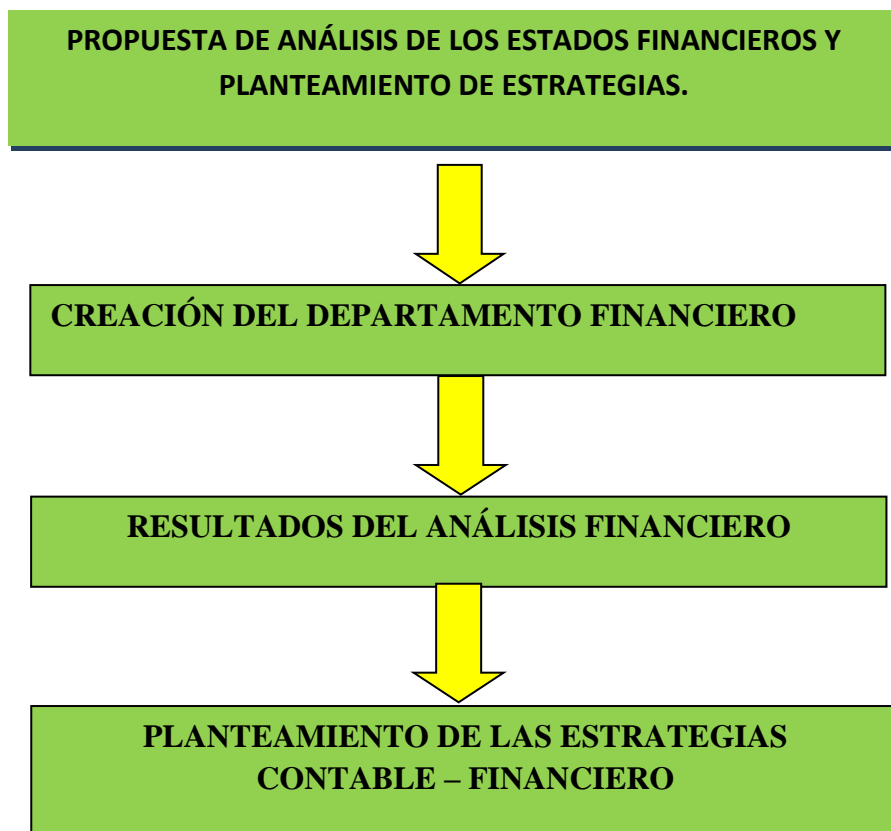 PROPUESTA DE ANÁLISIS DE LOS ESTADOS FINANCIEROS Y
PLANTEAMIENTO DE ESTRATEGIAS.
CREACIÓN DEL DEPARTAMENTO FINANCIERO
RESULTADOS DEL ANÁLISIS FINANCIERO
PLANTEAMIENTO DE LAS ESTRATEGIAS
CONTABLE – FINANCIERO